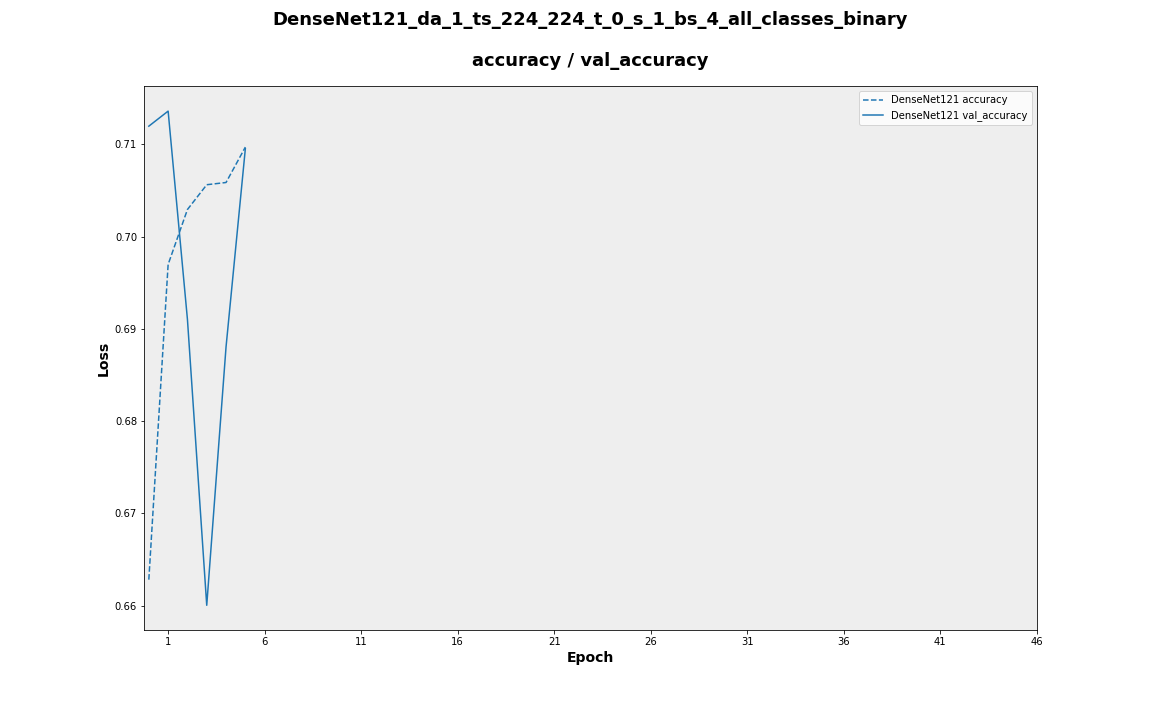 DenseNet121_da_1_ts_224_224_t_0_s_1_bs_4_all_classes_binary
accuracy / val_accuracy
DenseNet121 accuracy
DenseNet121 val_accuracy
0.71
0.70
0.69
0.68
0.67
0.66
Loss
1 6 11 16 21 26 31 36 41 46
Epoch